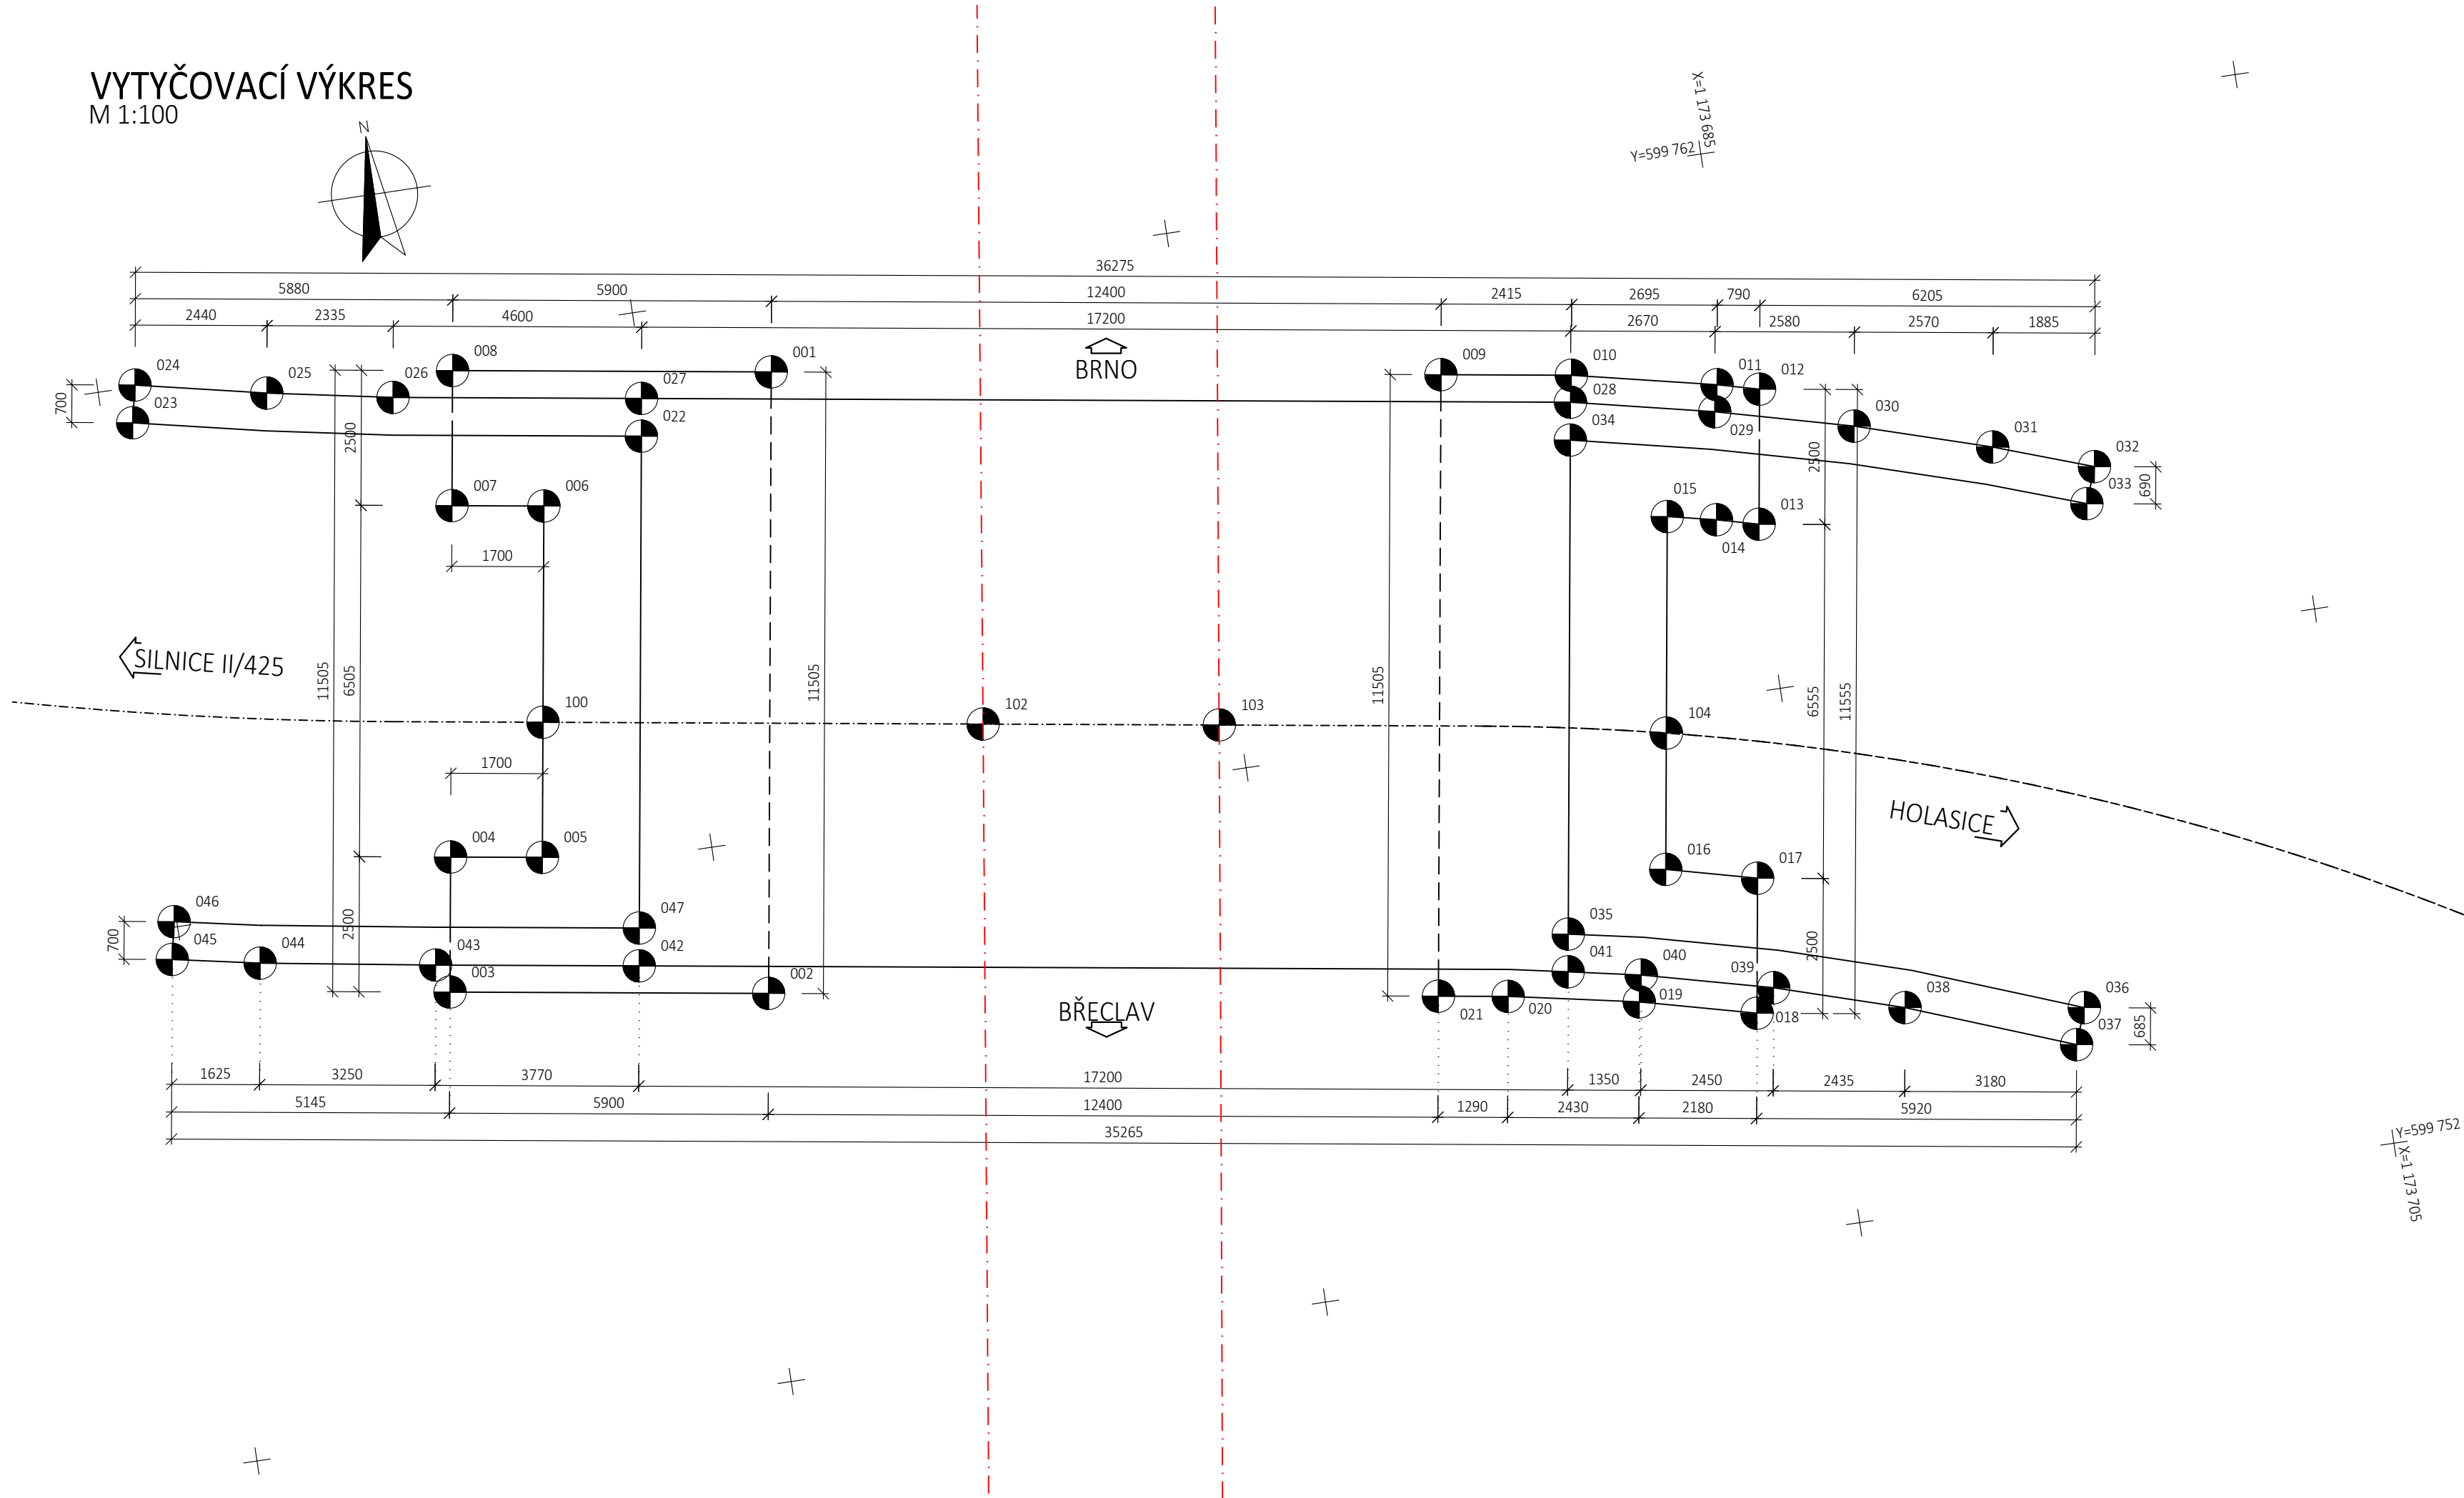 VYTYČOVACÍ VÝKRES
M 1:100
N
X=1 173 685
Y=599 762
36275
5880 5900 12400 2415 2695 790 6205
2440 2335 4600 17200 2670 2580 2570 1885
BRNO
024 025 026 008 027 001 009 010 011 012
023 022 028 029 030 031 032
034 033
700 2500 2500 690
007 006 015 014 013
1700
SILNICE II/425
11505 6505 11505 11505 6555 11555
100 102 103 104
1700
HOLASICE
004 005 016 017
046 047 035
045 044 043 042 041 040 039 038 036
003 002 021 020 019 018 037
700 2500 2500 685
BŘECLAV
1625 3250 3770 17200 1350 2450 2435 3180
5145 5900 12400 1290 2430 2180 5920
35265
Y=599 752
X=1 173 705